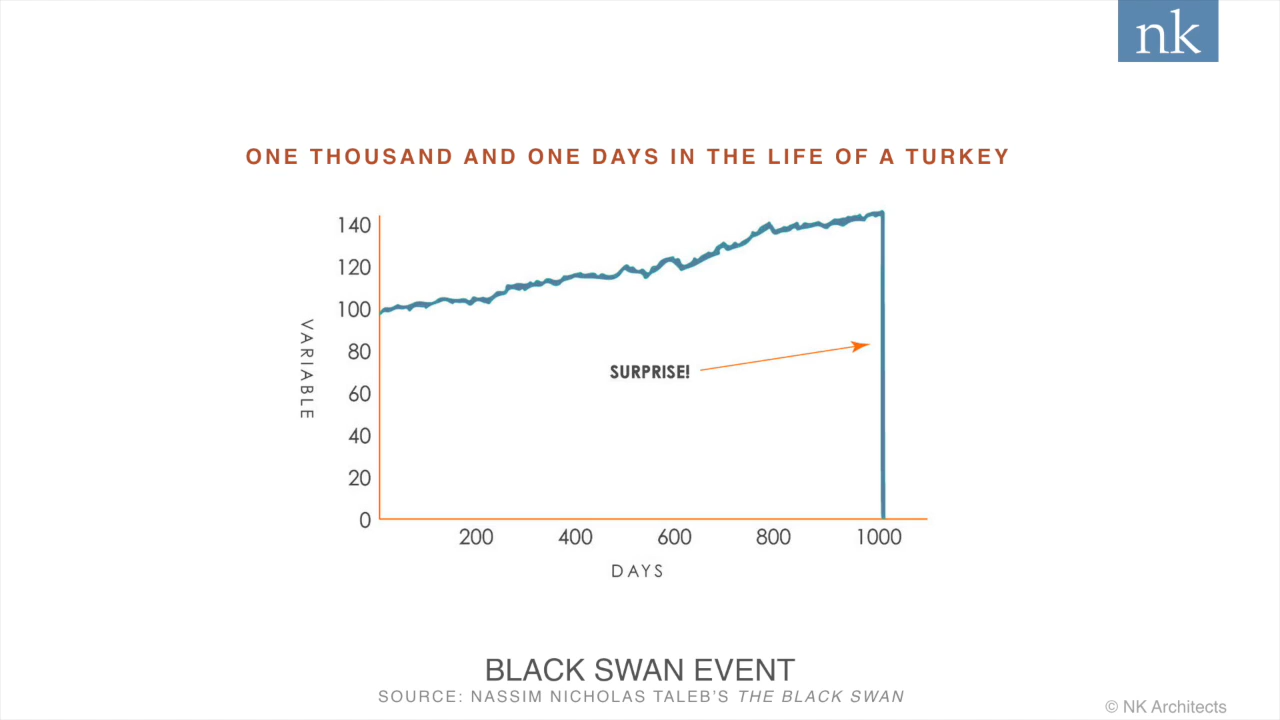 nk
ONE THOUSAND AND ONE DAYS IN THE LIFE OF A TURKEY
140
120
100
80
60
40
20
0
VARIABLE
SURPRISE!
200 400 600 800 1000
DAYS
BLACK SWAN EVENT
SOURCE: NASSIM NICHOLAS TALEB’S THE BLACK SWAN
© NK Architects